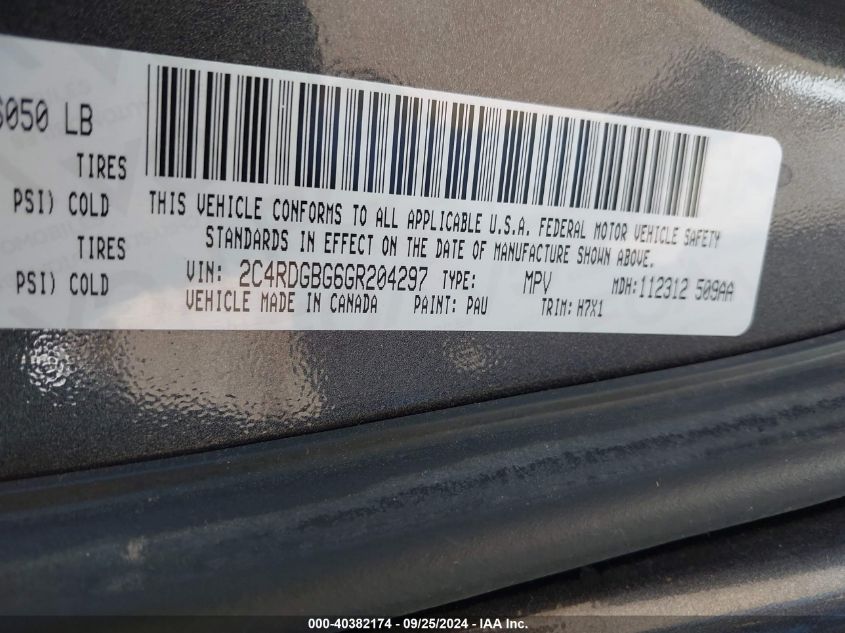 6050 LB
TIRES
PSI) COLD
TIRES
PSI) COLD
THIS VEHICLE CONFORMS TO ALL APPLICABLE U.S.A. FEDERAL MOTOR VEHICLE SAFETY
STANDARDS IN EFFECT ON THE DATE OF MANUFACTURE SHOWN ABOVE.
VIN: 2C4RDGBG6GR204297 TYPE: MPV MDH:112312 509AA
VEHICLE MADE IN CANADA PAINT: PAU TRIM: H7X1
000-40382174 - 09/25/2024 - IAA Inc.